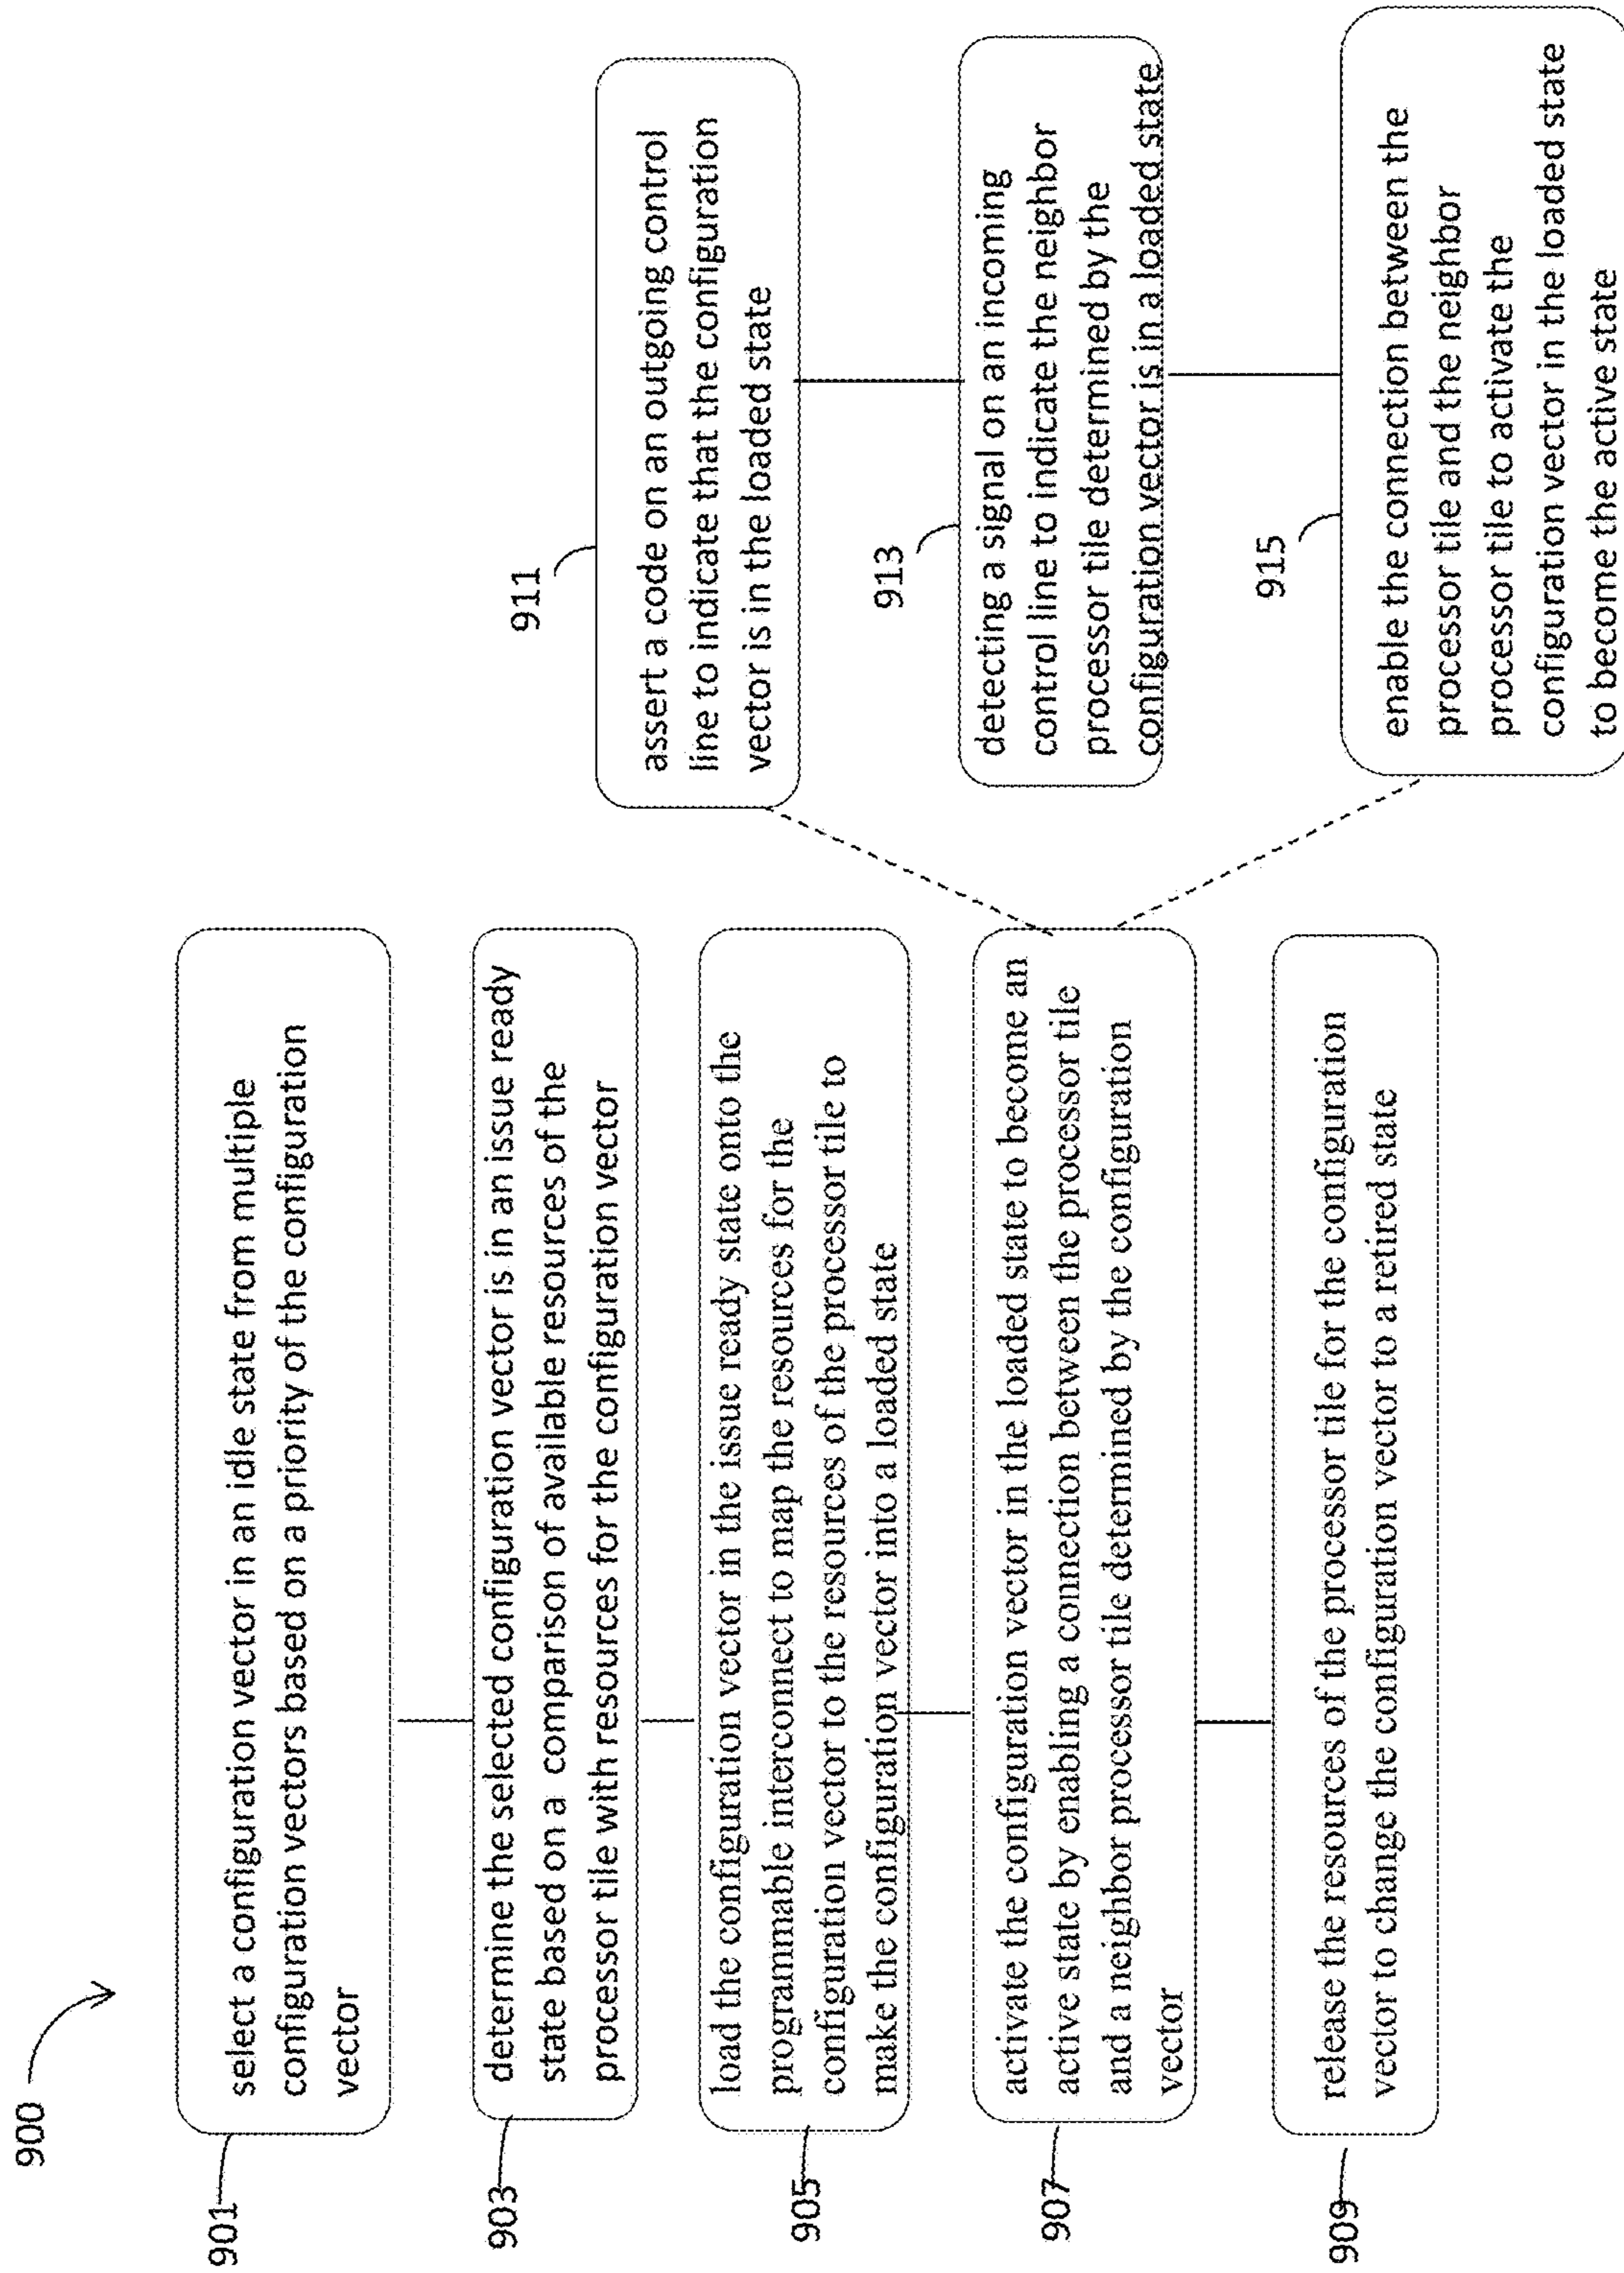 900
901
select a configuration vector in an idle state from multiple
configuration vectors based on a priority of the configuration
vector
903
determine the selected configuration vector is in an issue ready
state based on a comparison of available resources of the
processor tile with resources for the configuration vector
905
load the configuration vector in the issue ready state onto the
programmable interconnect to map the resources for the
configuration vector to the resources of the processor tile to
make the configuration vector into a loaded state
907
activate the configuration vector in the loaded state to become an
active state by enabling a connection between the processor tile
and a neighbor processor tile determined by the configuration
vector
909
release the resources of the processor tile for the configuration
vector to change the configuration vector to a retired state
911
assert a code on an outgoing control
line to indicate that the configuration
vector is in the loaded state
913
detecting a signal on an incoming
control line to indicate the neighbor
processor tile determined by the
configuration vector is in a loaded state
915
enable the connection between the
processor tile and the neighbor
processor tile to activate the
configuration vector in the loaded state
to become the active state